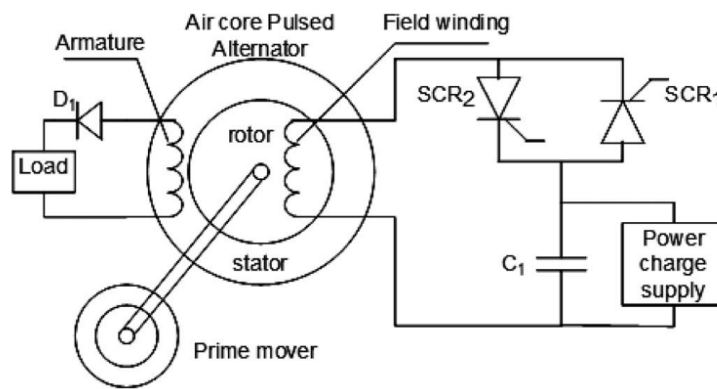 Air core Pulsed
Alternator
Field winding
Armature
D1
SCR2
SCR1
rotor
Load
stator
C1
Power
charge
supply
Prime mover